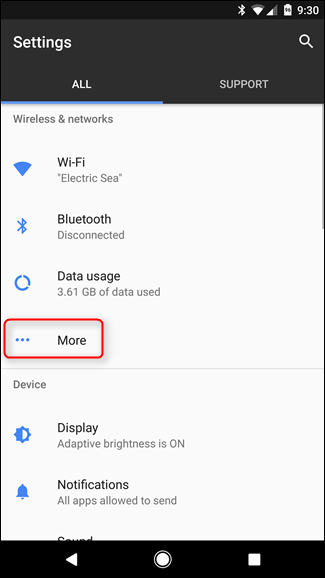 9:30
Settings
ALL SUPPORT
Wireless & networks
Wi-Fi
"Electric Sea"
Bluetooth
Disconnected
Data usage
3.61 GB of data used
More
Device
Display
Adaptive brightness is ON
Notifications
All apps allowed to send
Sound